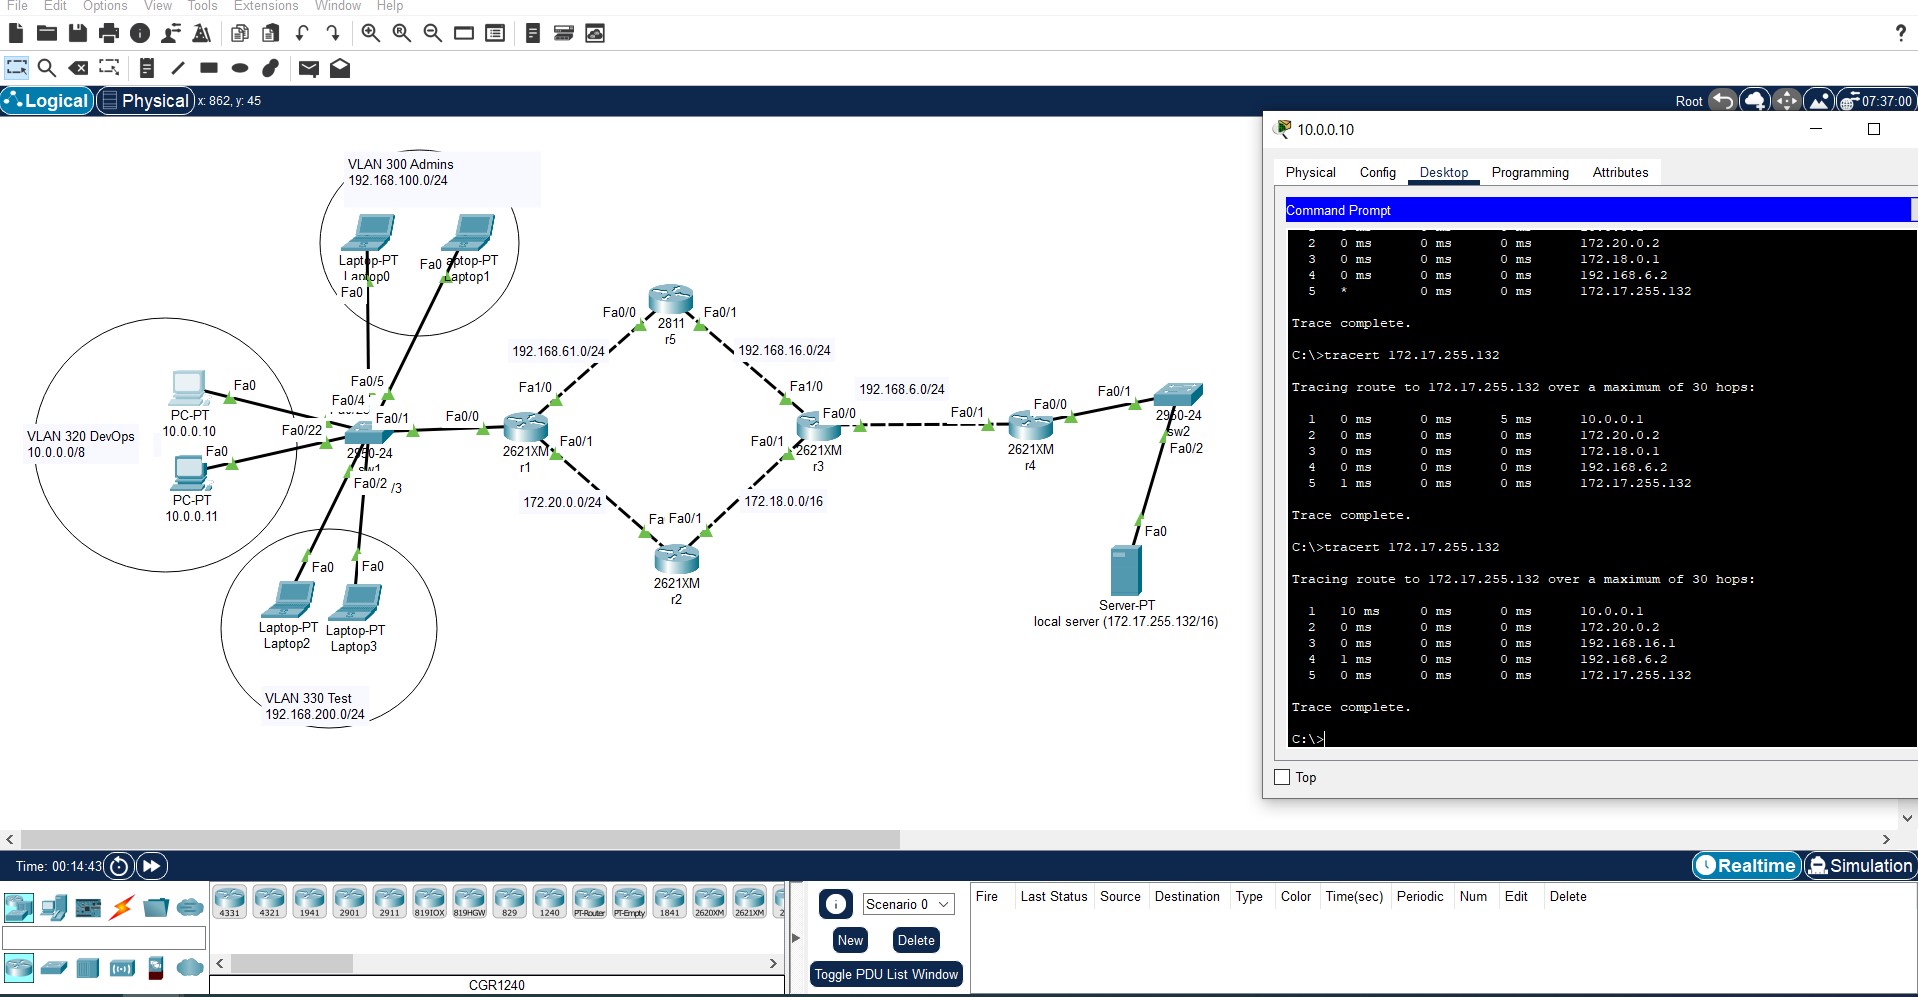 File Edit Options View Tools Extensions Window Help
?
Logical Physical x: 862, y: 45
Root 07:37:00
VLAN 300 Admins
192.168.100.0/24
Laptop-PT
Laptop0
Fa0
Fa0 aptop-PT
Laptop1
Fa0/5
Fa0/4
Fa0/1
Fa0/22
Fa0
PC-PT
10.0.0.10
VLAN 320 DevOps
10.0.0.0/8
Fa0
PC-PT
10.0.0.11
2950-24
sw1
Fa0/2 /3
Fa0
Fa0
Laptop-PT
Laptop2
Laptop-PT
Laptop3
VLAN 330 Test
192.168.200.0/24
Fa0/0
2621XM
r1
Fa1/0
Fa0/1
192.168.61.0/24
Fa0/0
2811
r5
Fa0/1
192.168.16.0/24
172.20.0.0/24
Fa Fa0/1
2621XM
r2
172.18.0.0/16
Fa1/0
Fa0/0
Fa0/1
2621XM
r3
192.168.6.0/24
Fa0/1
Fa0/0
2621XM
r4
Fa0/1
2950-24
sw2
Fa0/2
Fa0
Server-PT
local server (172.17.255.132/16)
10.0.0.10
Physical Config Desktop Programming Attributes
Command Prompt
2 0 ms 0 ms 0 ms 172.20.0.2
3 0 ms 0 ms 0 ms 172.18.0.1
4 0 ms 0 ms 0 ms 192.168.6.2
5 * 0 ms 0 ms 172.17.255.132
Trace complete.
C:\>tracert 172.17.255.132
Tracing route to 172.17.255.132 over a maximum of 30 hops:
1 0 ms 0 ms 5 ms 10.0.0.1
2 0 ms 0 ms 0 ms 172.20.0.2
3 0 ms 0 ms 0 ms 172.18.0.1
4 0 ms 0 ms 0 ms 192.168.6.2
5 1 ms 0 ms 0 ms 172.17.255.132
Trace complete.
C:\>tracert 172.17.255.132
Tracing route to 172.17.255.132 over a maximum of 30 hops:
1 10 ms 0 ms 0 ms 10.0.0.1
2 0 ms 0 ms 0 ms 172.20.0.2
3 0 ms 0 ms 0 ms 192.168.16.1
4 1 ms 0 ms 0 ms 192.168.6.2
5 0 ms 0 ms 0 ms 172.17.255.132
Trace complete.
C:\>
Top
Time: 00:14:43
Realtime Simulation
4331 4321 1941 2901 2911 819IOX 819HGW 829 1240 PT-Router PT-Empty 1841 2620XM 2621XM 2
CGR1240
Scenario 0
New Delete
Toggle PDU List Window
Fire Last Status Source Destination Type Color Time(sec) Periodic Num Edit Delete